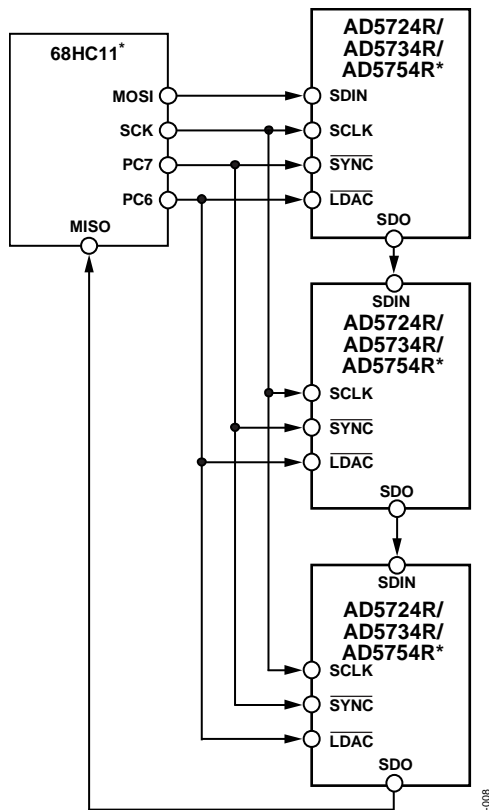 68HC11*
MOSI
SCK
PC7
PC6
MISO
AD5724R/
AD5734R/
AD5754R*
SDIN
SCLK
SYNC
LDAC
SDO
SDIN
AD5724R/
AD5734R/
AD5754R*
SCLK
SYNC
LDAC
SDO
SDIN
AD5724R/
AD5734R/
AD5754R*
SCLK
SYNC
LDAC
SDO
-008